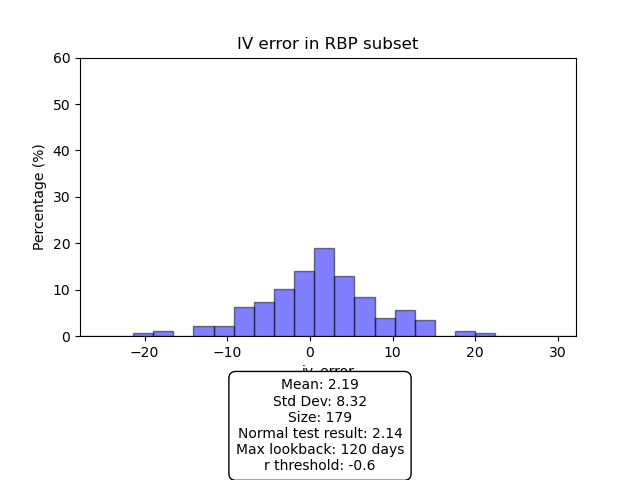 IV error in RBP subset
60
50
40
30
20
10
0
Percentage (%)
−20 −10 0 10 20 30
iv_error
Mean: 2.19
Std Dev: 8.32
Size: 179
Normal test result: 2.14
Max lookback: 120 days
r threshold: -0.6